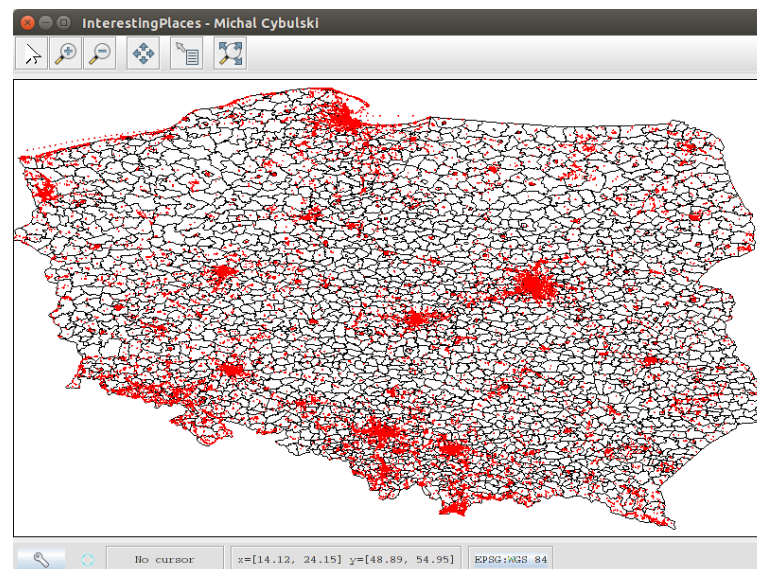 InterestingPlaces - Michal Cybulski
No cursor
x=[14.12, 24.15] y=[48.89, 54.95]
EPSG:WGS 84